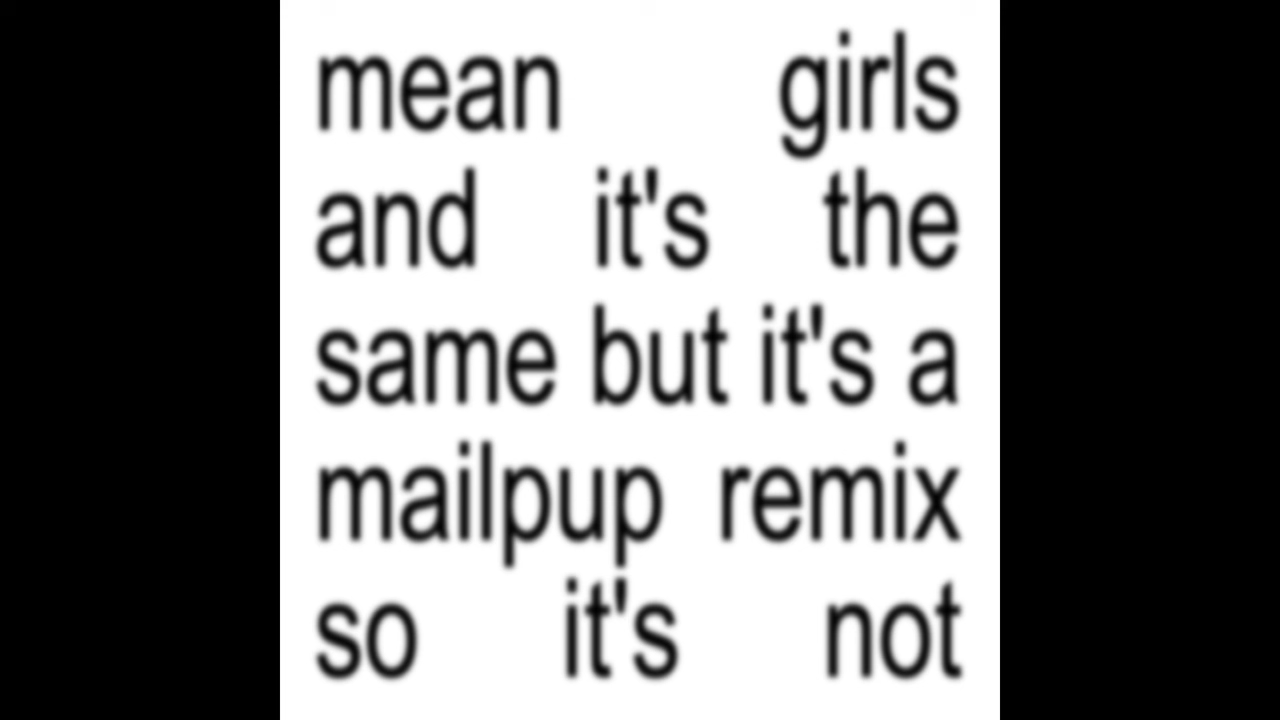 mean girls
and it's the
same but it's a
mailpup remix
so it's not